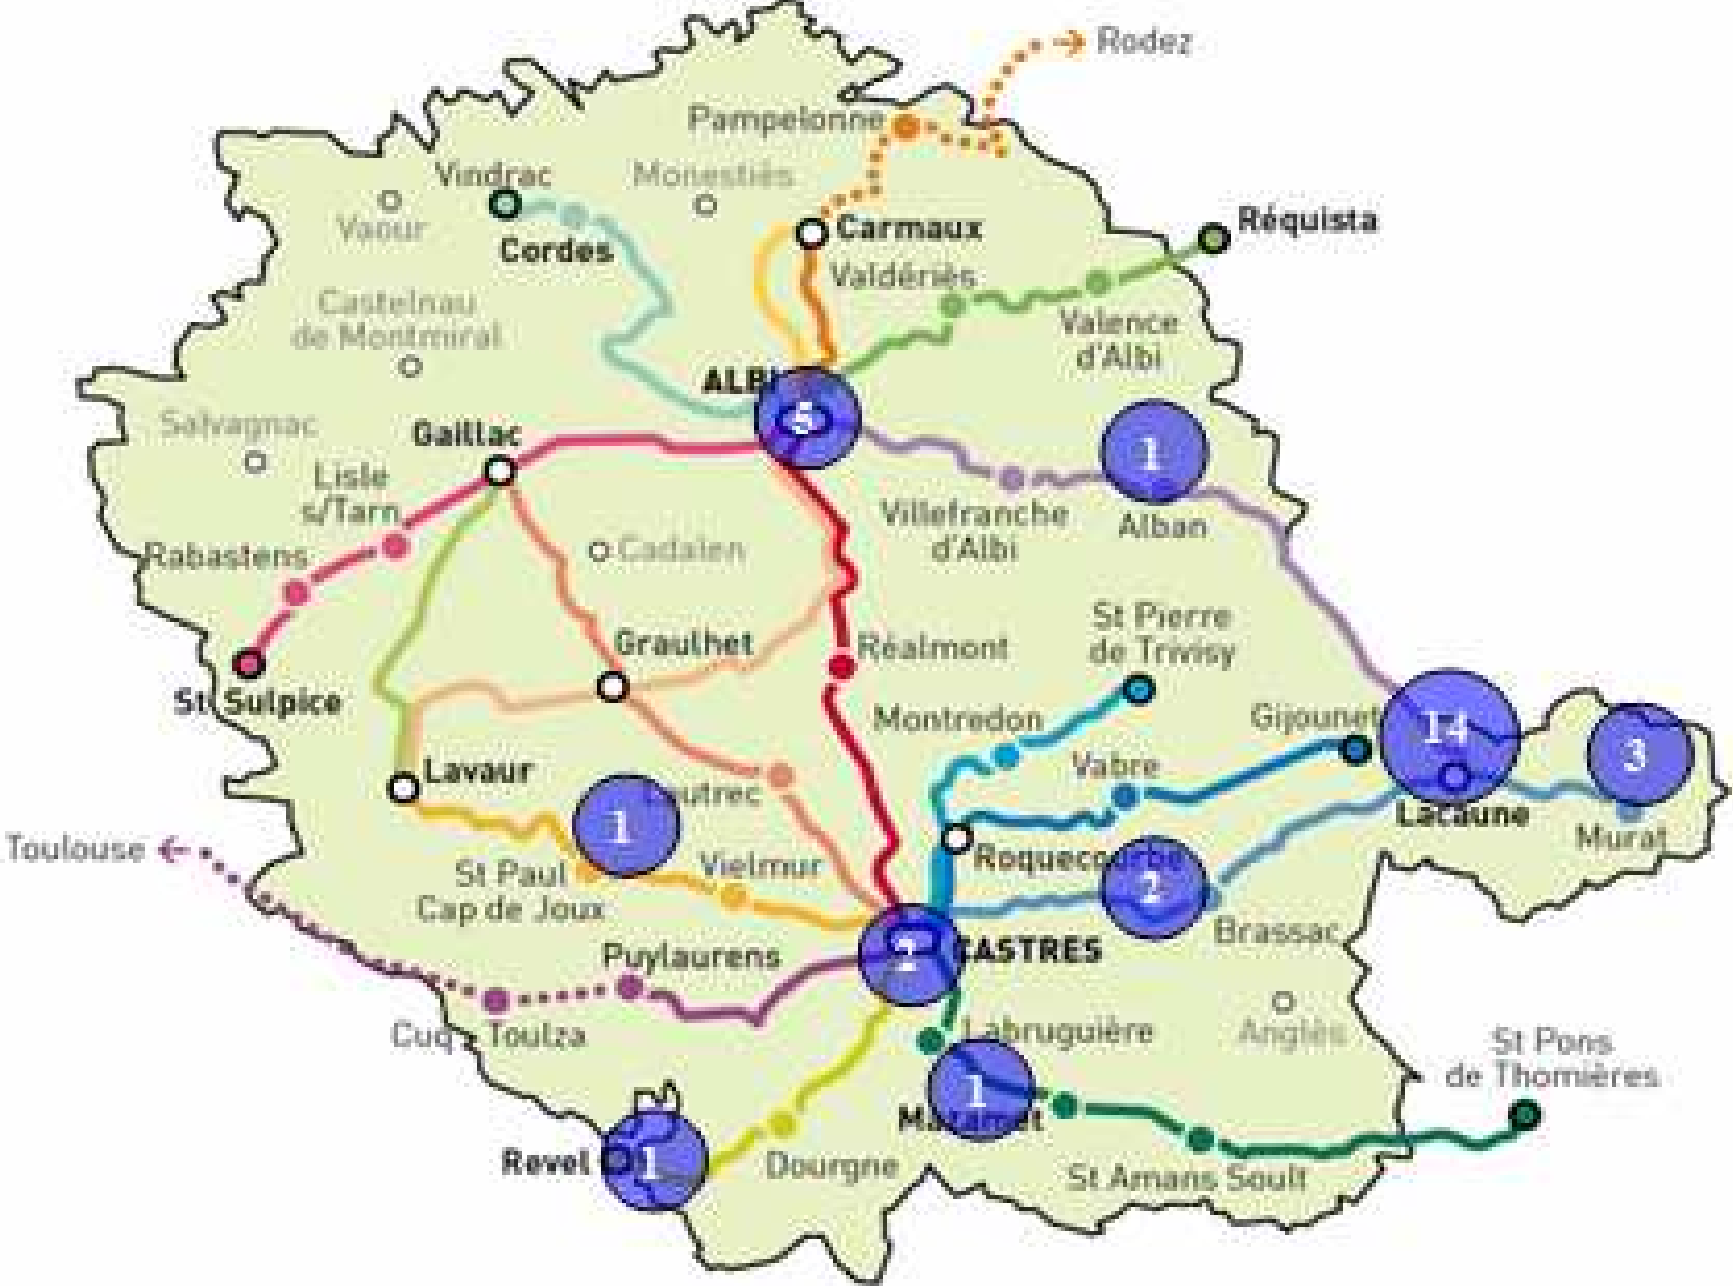 Rodez
Pampelonne
Vindrac
Monestiès
Vaour
Carmaux
Réquista
Cordes
Valdériès
Castelnau
de Montmiral
Valence
d'Albi
ALBI
5
Salvagnac
Gaillac
1
Lisle
s/Tarn
Villefranche
d'Albi
Alban
Rabastens
Cadalen
St Pierre
de Trivisy
Graulhet
Réalmont
St Sulpice
Montredon
Gijounet
14
3
Lavaur
Vabre
Lautrec
Lacaune
Murat
1
Toulouse
St Paul
Cap de Joux
Vielmur
Roquecourbe
2
Brassac
Puylaurens
2
CASTRES
Cuq Toulza
Labruguière
Anglès
St Pons
de Thomières
1
Mazamet
Revel
1
Dourgne
St Amans Soult